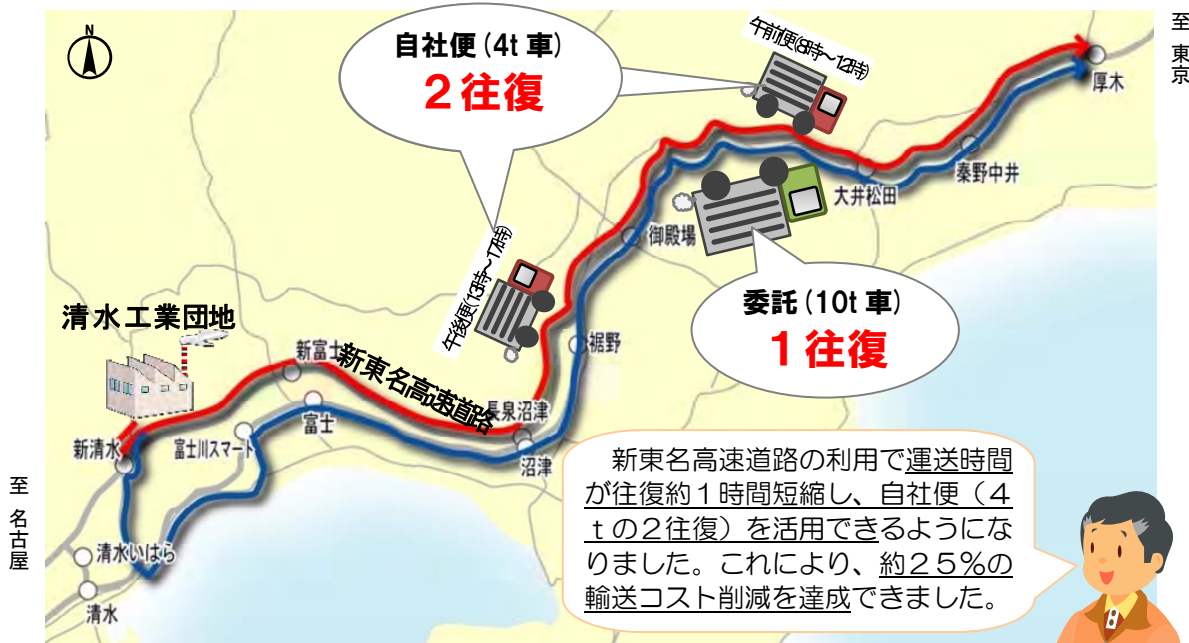 N
至 東京
自社便(4t 車)
2往復
午前便(8時~12時)
厚木
秦野中井
大井松田
御殿場
委託(10t 車)
1往復
午後便(13時~17時)
裾野
清水工業団地
新富士
新東名高速道路
富士
長泉沼津
沼津
富士川スマート
新清水
清水いはら
清水
至 名古屋
新東名高速道路の利用で運送時間
が往復約1時間短縮し、自社便(4
tの2往復)を活用できるようにな
りました。これにより、約25%の
輸送コスト削減を達成できました。